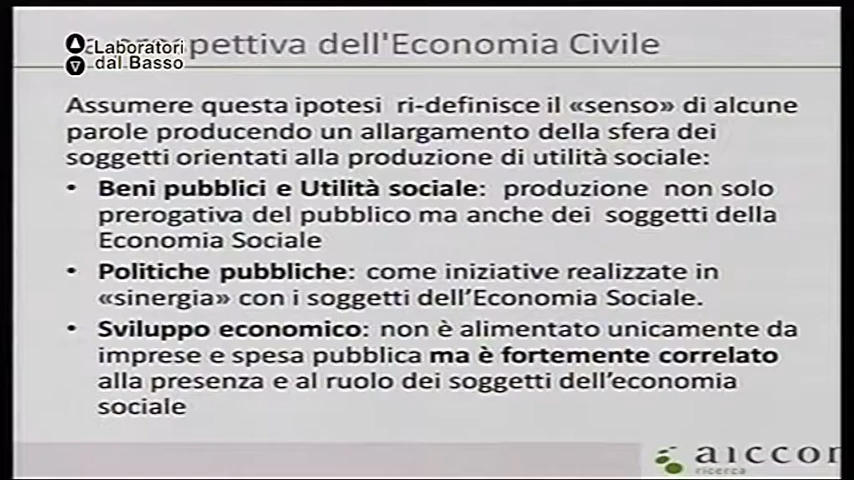 Laboratori
dal Basso
pettiva dell'Economia Civile
Assumere questa ipotesi ri-definisce il «senso» di alcune
parole producendo un allargamento della sfera dei
soggetti orientati alla produzione di utilità sociale:
• Beni pubblici e Utilità sociale: produzione non solo
prerogativa del pubblico ma anche dei soggetti della
Economia Sociale
• Politiche pubbliche: come iniziative realizzate in
«sinergia» con i soggetti dell'Economia Sociale.
• Sviluppo economico: non è alimentato unicamente da
imprese e spesa pubblica ma è fortemente correlato
alla presenza e al ruolo dei soggetti dell'economia
sociale
aiccon
ricerca